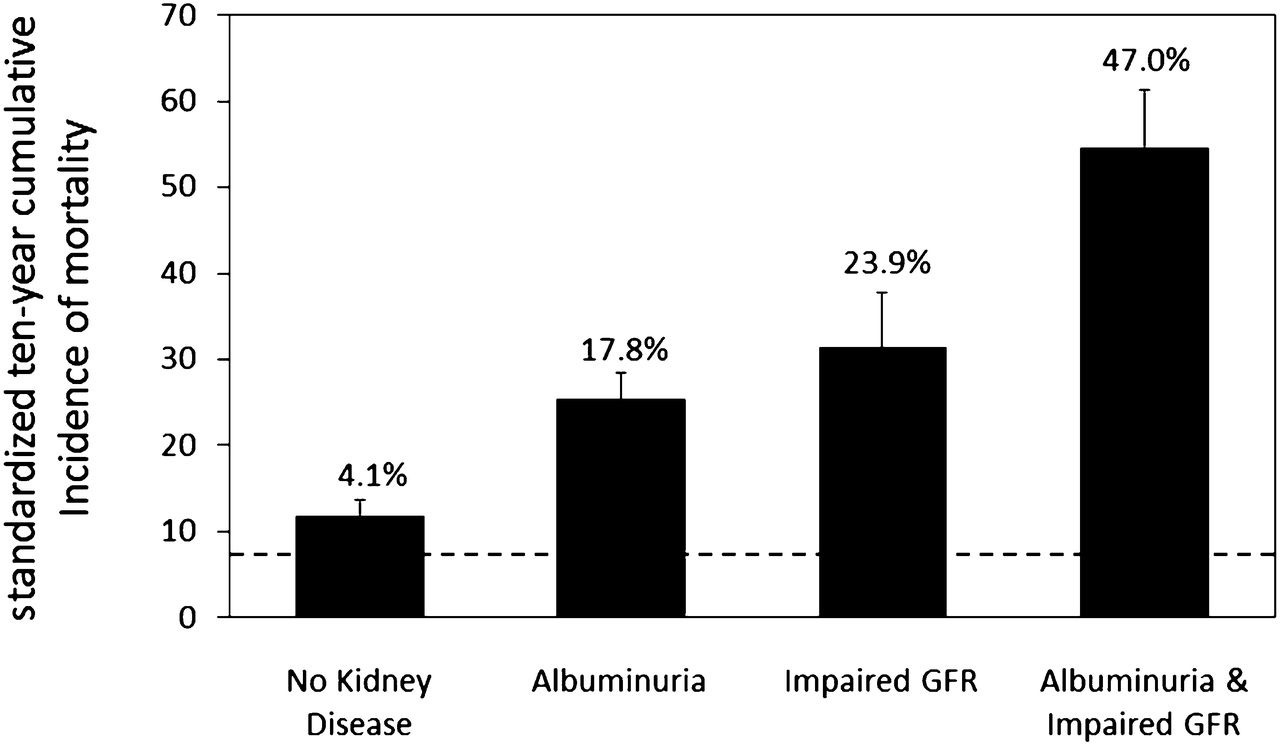 standardized ten-year cumulative
Incidence of mortality
70
60
50
40
30
20
10
0
4.1%
17.8%
23.9%
47.0%
No Kidney
Disease
Albuminuria
Impaired GFR
Albuminuria &
Impaired GFR